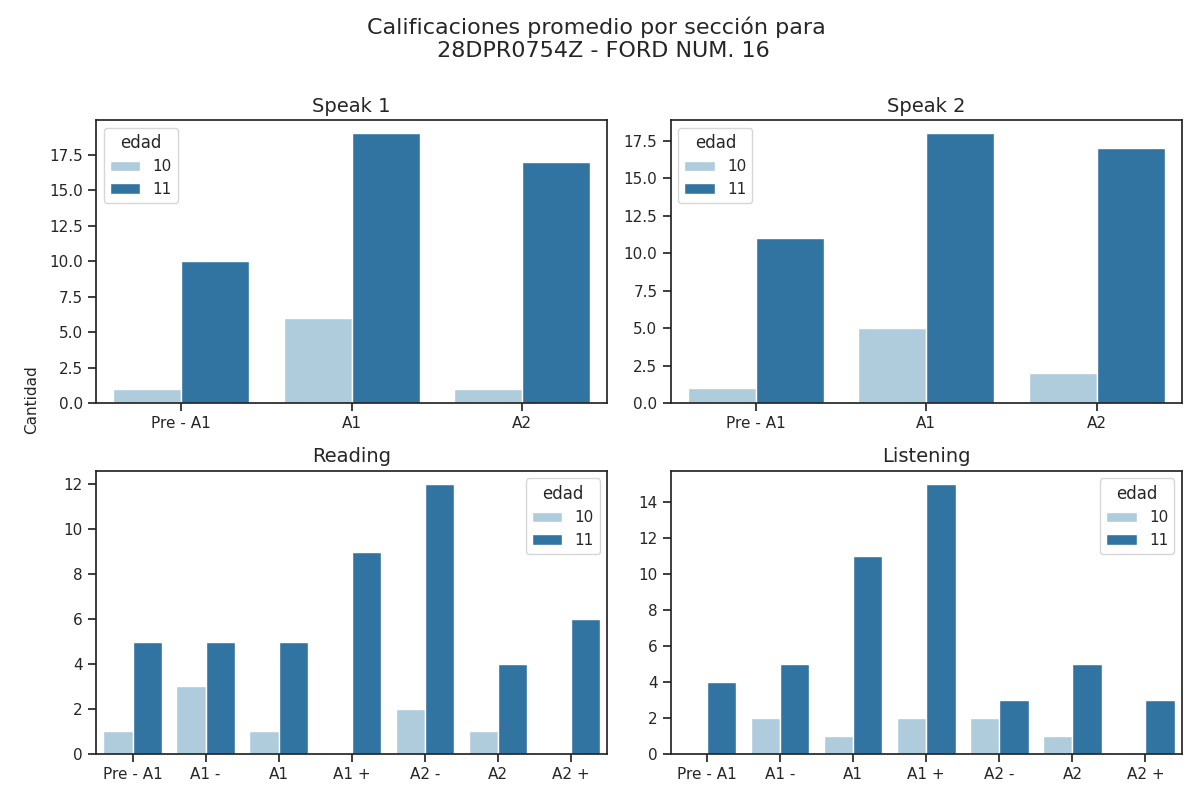 Calificaciones promedio por sección para
28DPR0754Z - FORD NUM. 16
Speak 1
edad
10
11
17.5
15.0
12.5
10.0
7.5
5.0
2.5
0.0
Pre - A1 A1 A2
Speak 2
edad
10
11
17.5
15.0
12.5
10.0
7.5
5.0
2.5
0.0
Pre - A1 A1 A2
Cantidad
Reading
edad
10
11
12
10
8
6
4
2
0
Pre - A1 A1 - A1 A1 + A2 - A2 A2 +
Listening
edad
10
11
14
12
10
8
6
4
2
0
Pre - A1 A1 - A1 A1 + A2 - A2 A2 +